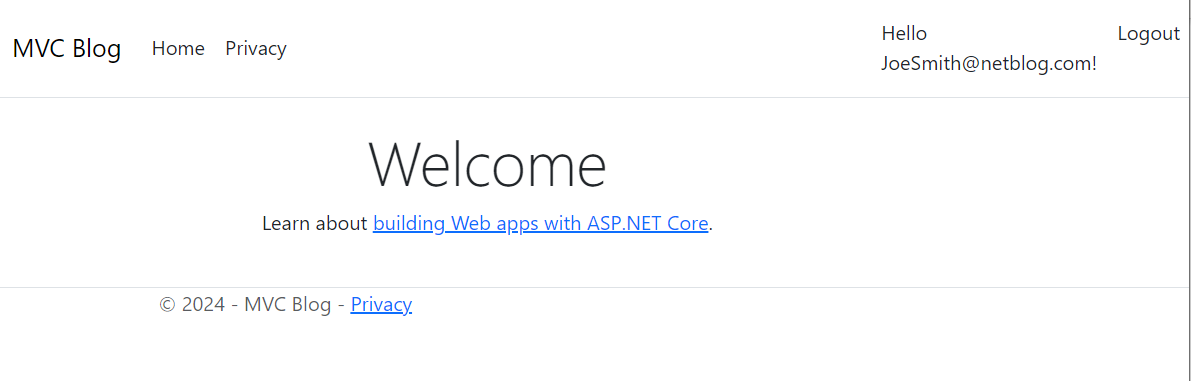 MVC Blog Home Privacy Hello Logout
JoeSmith@netblog.com!
Welcome
Learn about building Web apps with ASP.NET Core.
© 2024 - MVC Blog - Privacy